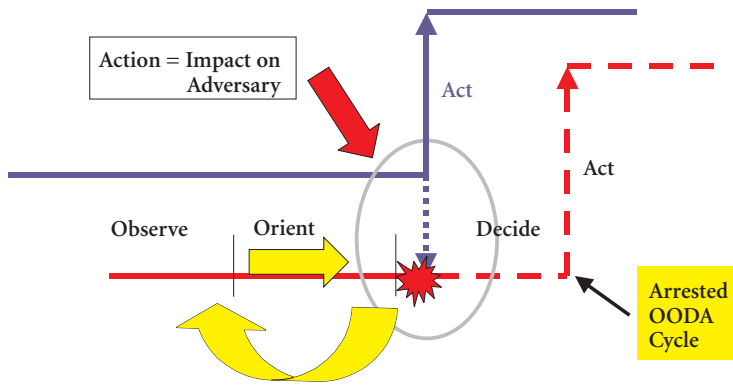 Action = Impact on
Adversary
Act
Act
Observe
Orient
Decide
Arrested
OODA
Cycle